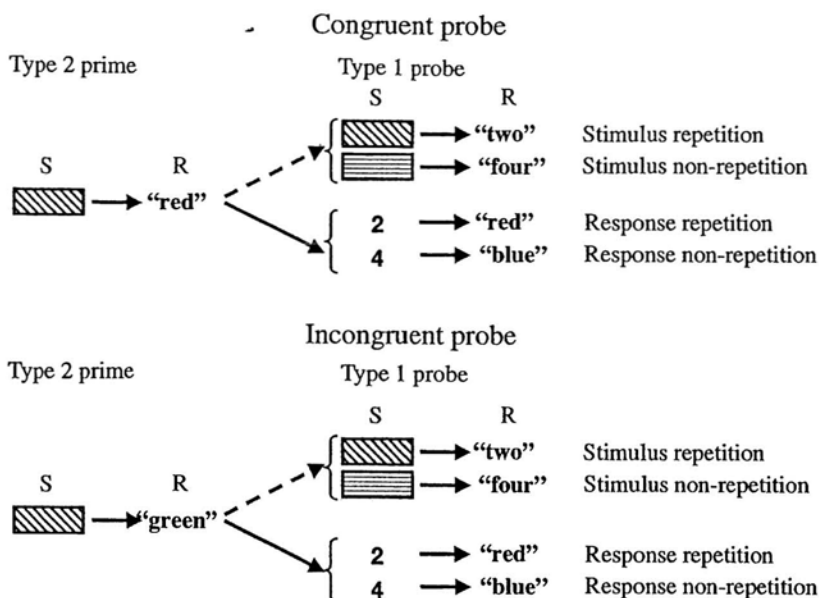 Congruent probe
Type 2 prime
Type 1 probe
S R
“two” Stimulus repetition
S R
“four” Stimulus non-repetition
“red”
2 “red” Response repetition
4 “blue” Response non-repetition
Incongruent probe
Type 2 prime
Type 1 probe
S R
“two” Stimulus repetition
S R
“four” Stimulus non-repetition
“green”
2 “red” Response repetition
4 “blue” Response non-repetition